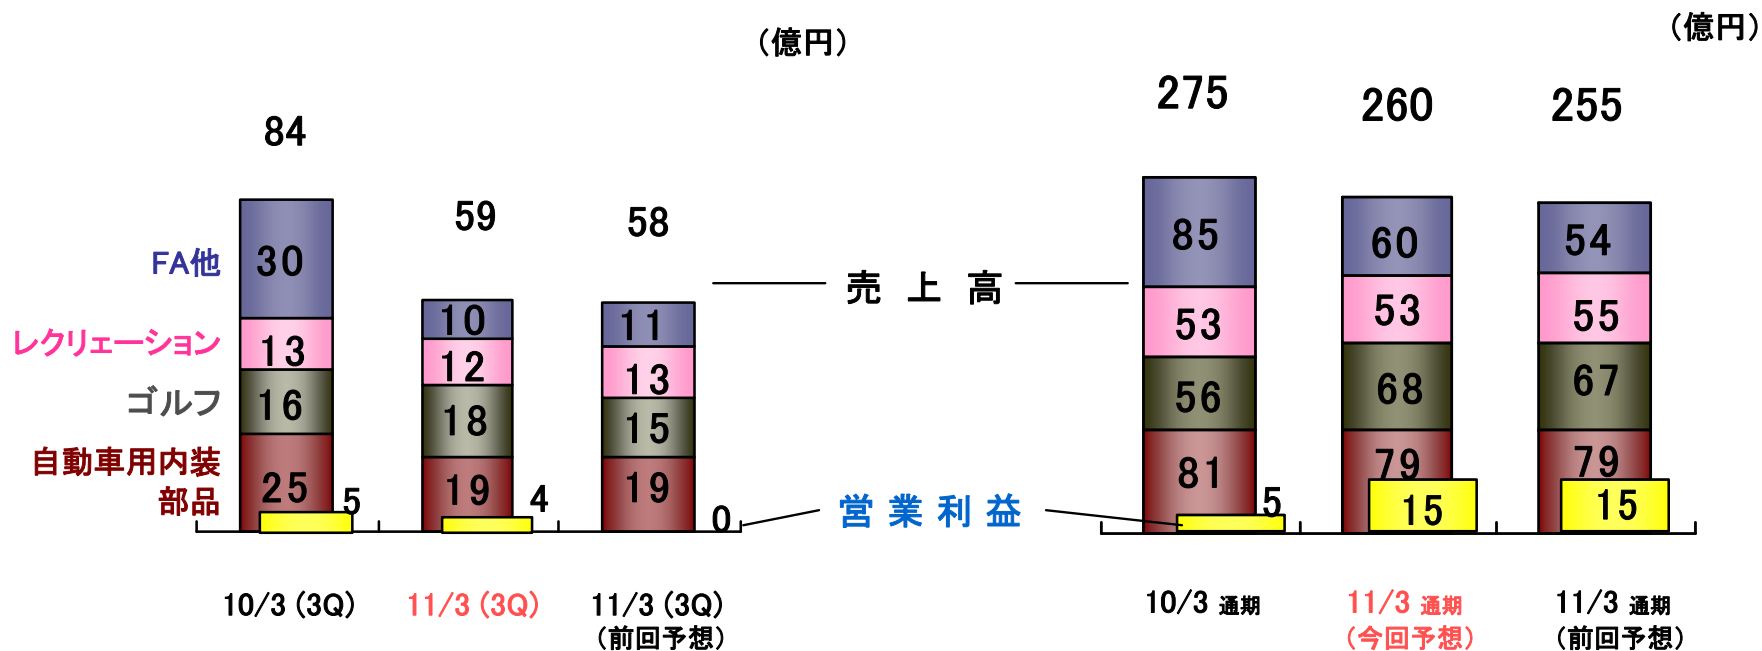 (億円)
(億円)
84
59
58
275
260
255
FA他
レクリェーション
ゴルフ
自動車用内装
部品
30
13
16
25
5
10
12
18
19
4
11
13
15
19
0
売上高
営業利益
85
53
56
81
5
60
53
68
79
15
54
55
67
79
15
10/3 (3Q)
11/3 (3Q)
11/3 (3Q)
(前回予想)
10/3 通期
11/3 通期
(今回予想)
11/3 通期
(前回予想)